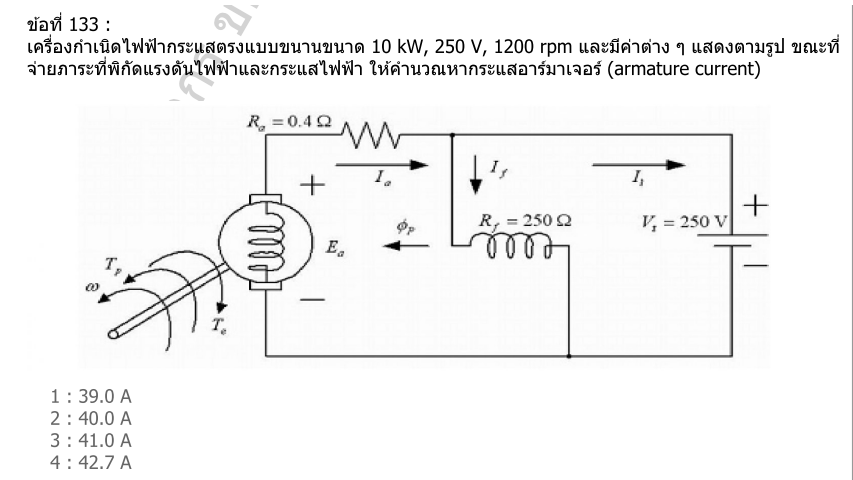 ข้อที่ 133 :
เครื่องกำเนิดไฟฟ้ากระแสตรงแบบขนานขนาด 10 kW, 250 V, 1200 rpm และมีค่าต่าง ๆ แสดงตามรูป ขณะที่
จ่ายภาระที่พิกัดแรงดันไฟฟ้าและกระแสไฟฟ้า ให้คำนวณหากระแสอาร์มาเจอร์ (armature current)
R_a = 0.4 Ω
I_a
I_f
I_t
+
E_a
−
ϕ_p
R_f = 250 Ω
V_t = 250 V
+
−
T_p
ω
T_e
1 : 39.0 A
2 : 40.0 A
3 : 41.0 A
4 : 42.7 A